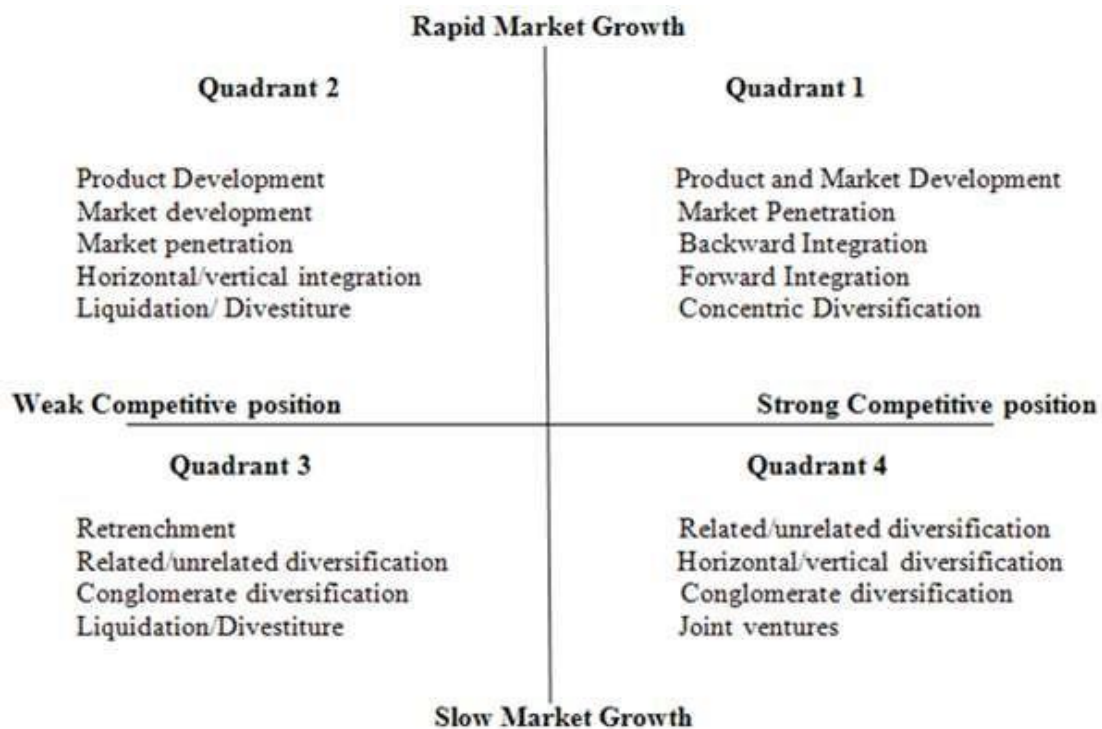 Rapid Market Growth
Quadrant 2
Quadrant 1
Product Development
Market development
Market penetration
Horizontal/vertical integration
Liquidation/ Divestiture
Product and Market Development
Market Penetration
Backward Integration
Forward Integration
Concentric Diversification
Weak Competitive position
Strong Competitive position
Quadrant 3
Quadrant 4
Retrenchment
Related/unrelated diversification
Conglomerate diversification
Liquidation/Divestiture
Related/unrelated diversification
Horizontal/vertical diversification
Conglomerate diversification
Joint ventures
Slow Market Growth